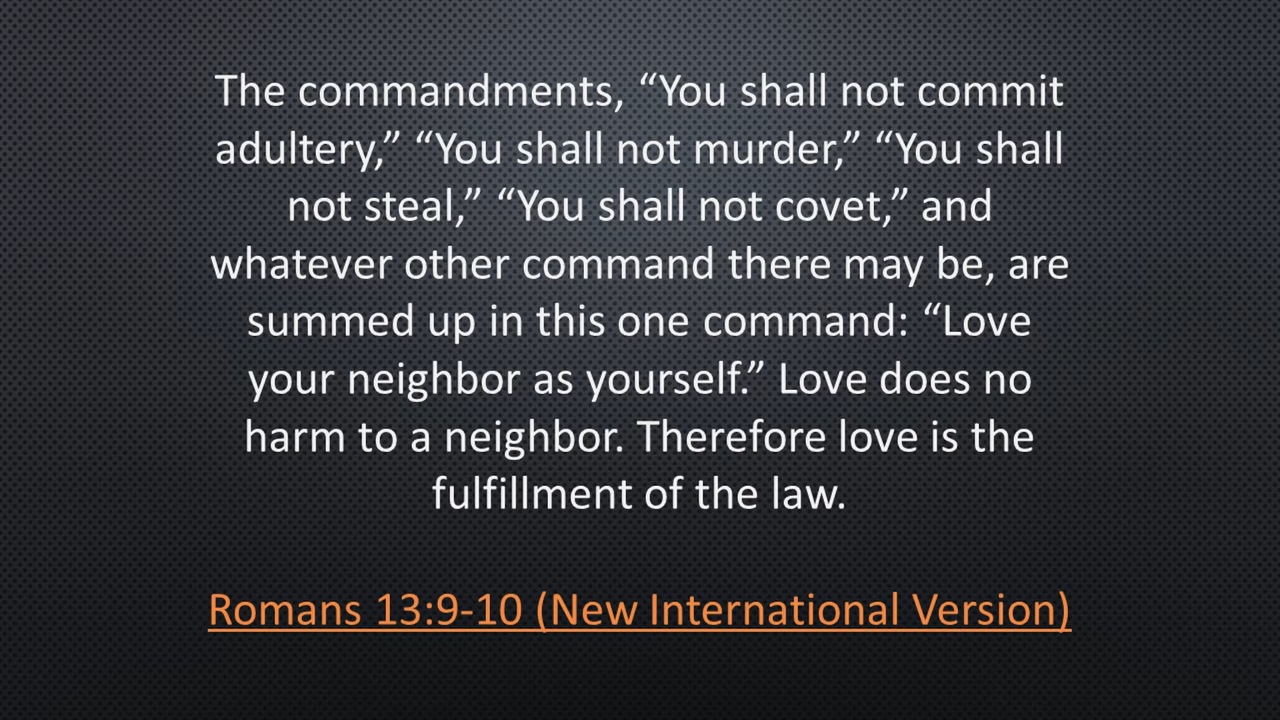 The commandments, “You shall not commit
adultery,” “You shall not murder,” “You shall
not steal,” “You shall not covet,” and
whatever other command there may be, are
summed up in this one command: “Love
your neighbor as yourself.” Love does no
harm to a neighbor. Therefore love is the
fulfillment of the law.
Romans 13:9-10 (New International Version)